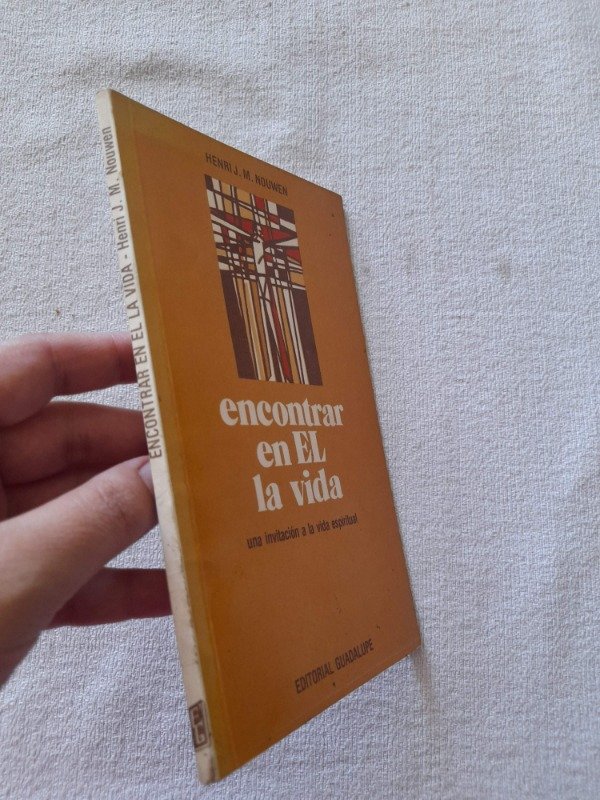 HENRI J. M. NOUWEN
encontrar
en EL
la vida
una invitación a la vida espiritual
EDITORIAL GUADALUPE
ENCONTRAR EN EL LA VIDA - Henri J. M. Nouwen